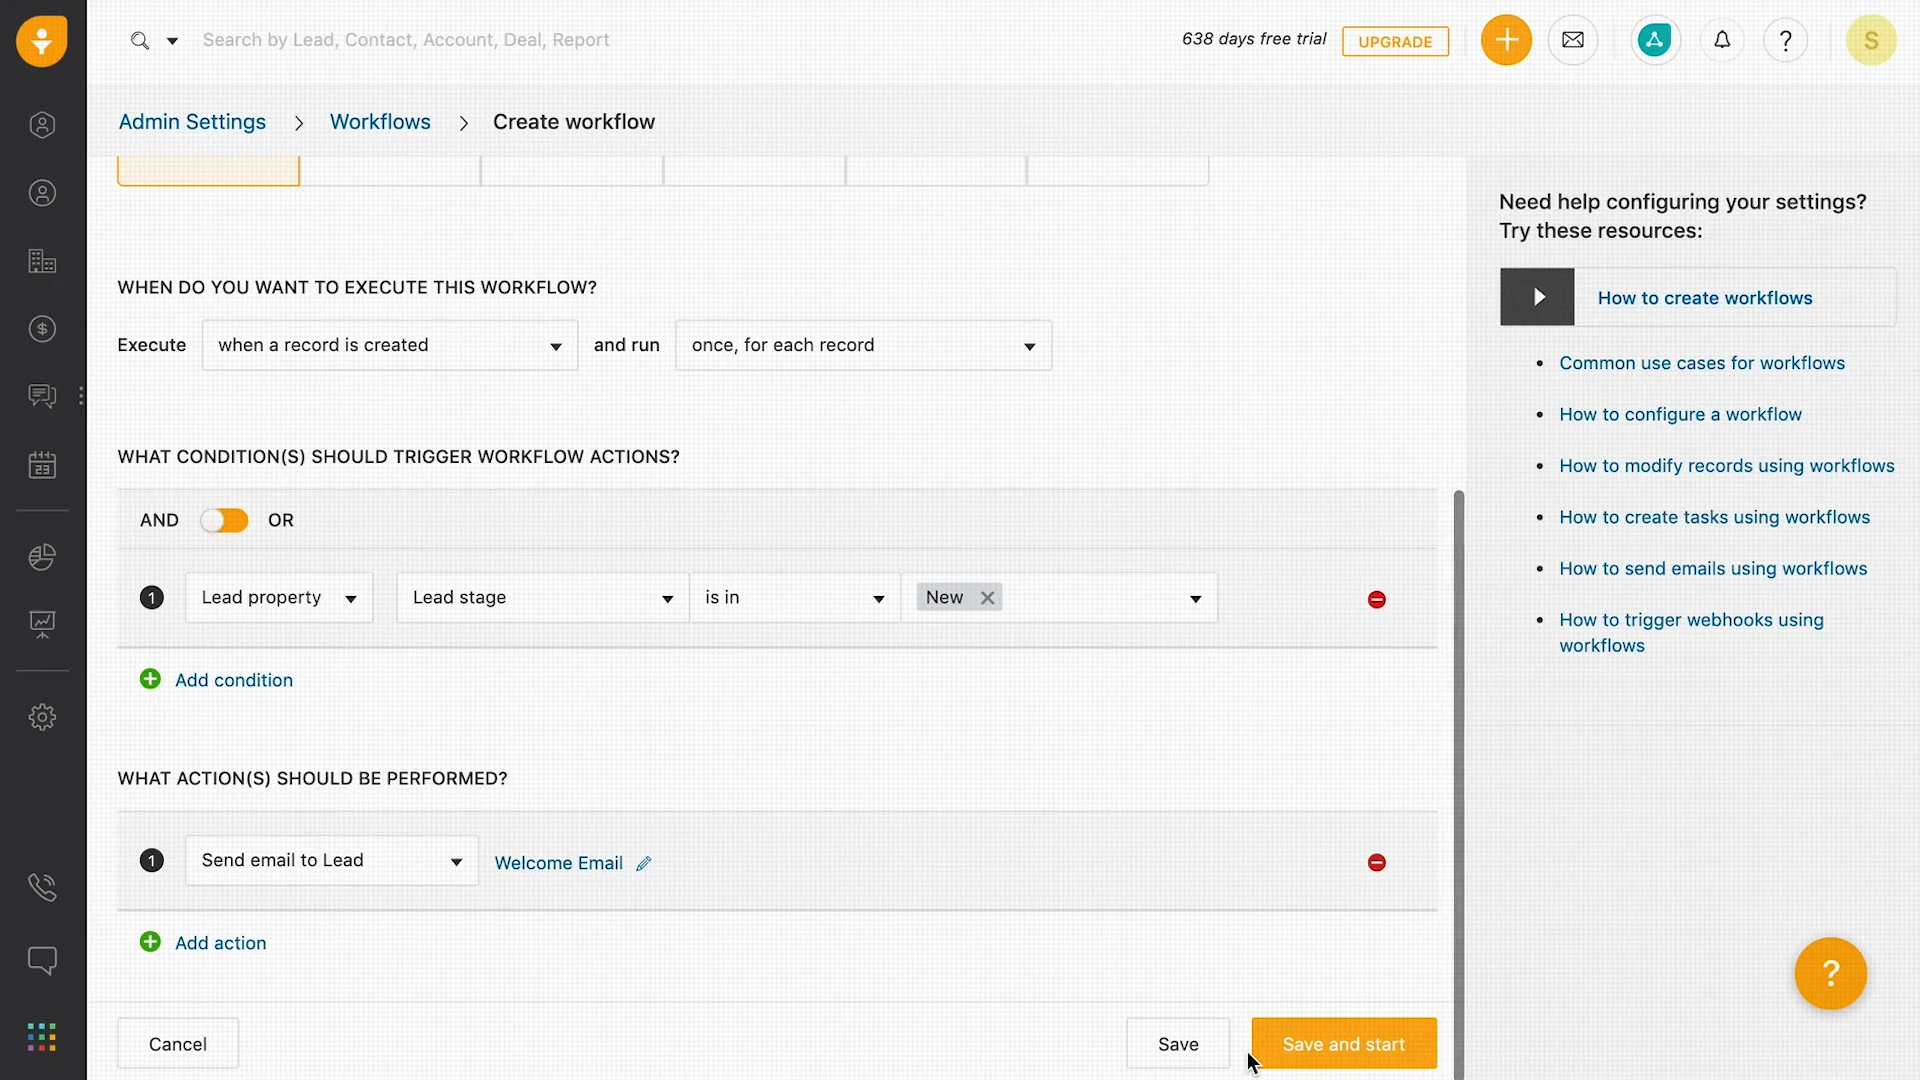 Search by Lead, Contact, Account, Deal, Report
638 days free trial
UPGRADE
?
S
Admin Settings > Workflows > Create workflow
WHEN DO YOU WANT TO EXECUTE THIS WORKFLOW?
Execute when a record is created and run once, for each record
WHAT CONDITION(S) SHOULD TRIGGER WORKFLOW ACTIONS?
AND OR
1 Lead property Lead stage is in New
Add condition
WHAT ACTION(S) SHOULD BE PERFORMED?
1 Send email to Lead Welcome Email
Add action
Cancel
Save
Save and start
Need help configuring your settings?
Try these resources:
How to create workflows
• Common use cases for workflows
• How to configure a workflow
• How to modify records using workflows
• How to create tasks using workflows
• How to send emails using workflows
• How to trigger webhooks using
workflows
?
23
$